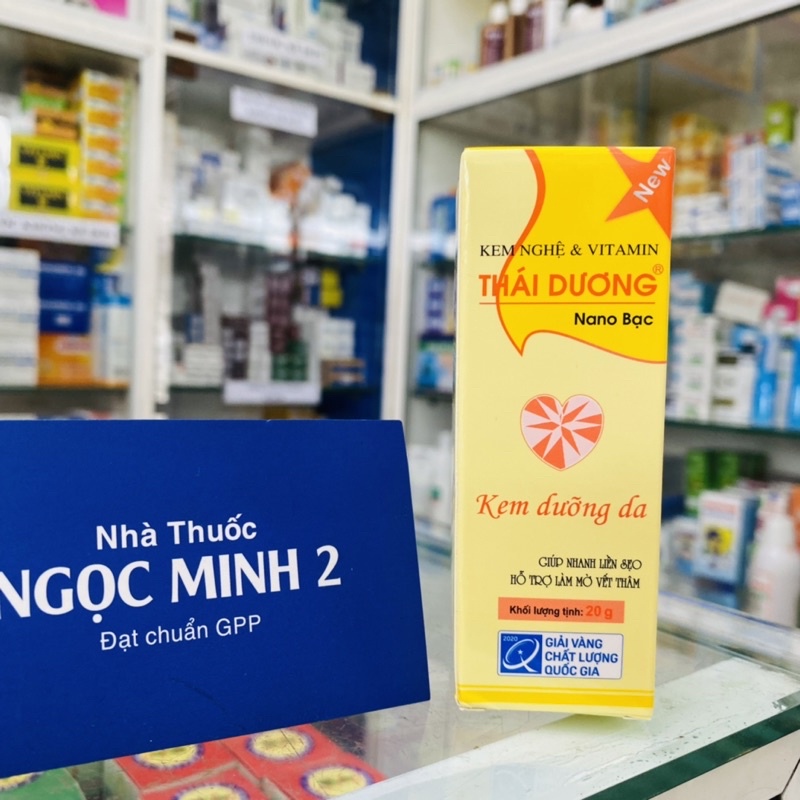 Nhà Thuốc
NGỌC MINH 2
Đạt chuẩn GPP
New
KEM NGHỆ & VITAMIN
THÁI DƯƠNG®
Nano Bạc
Kem dưỡng da
GIÚP NHANH LIỀN SẸO
HỖ TRỢ LÀM MỜ VẾT THÂM
Khối lượng tịnh: 20 g
2020
GIẢI VÀNG
CHẤT LƯỢNG
QUỐC GIA